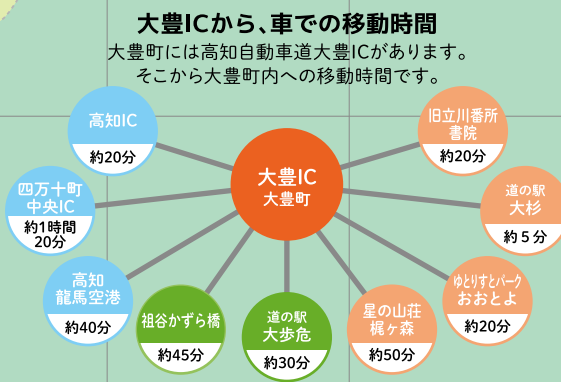 大豊ICから、車での移動時間
大豊町には高知自動車道大豊ICがあります。
そこから大豊町内への移動時間です。
高知IC
約20分
四万十町
中央IC
約1時間
20分
高知
龍馬空港
約40分
祖谷かずら橋
約45分
道の駅
大歩危
約30分
大豊IC
大豊町
星の山荘
梶ヶ森
約50分
ゆとりすとパーク
おおとよ
約20分
道の駅
大杉
約5分
旧立川番所
書院
約20分